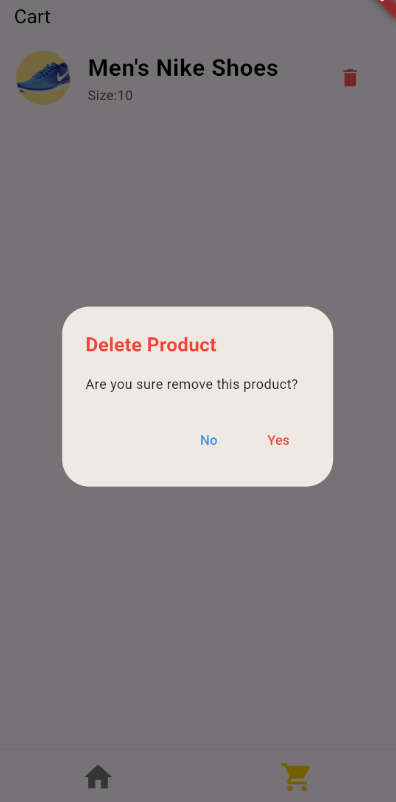 Cart
Men's Nike Shoes
Size:10
Delete Product
Are you sure remove this product?
No
Yes